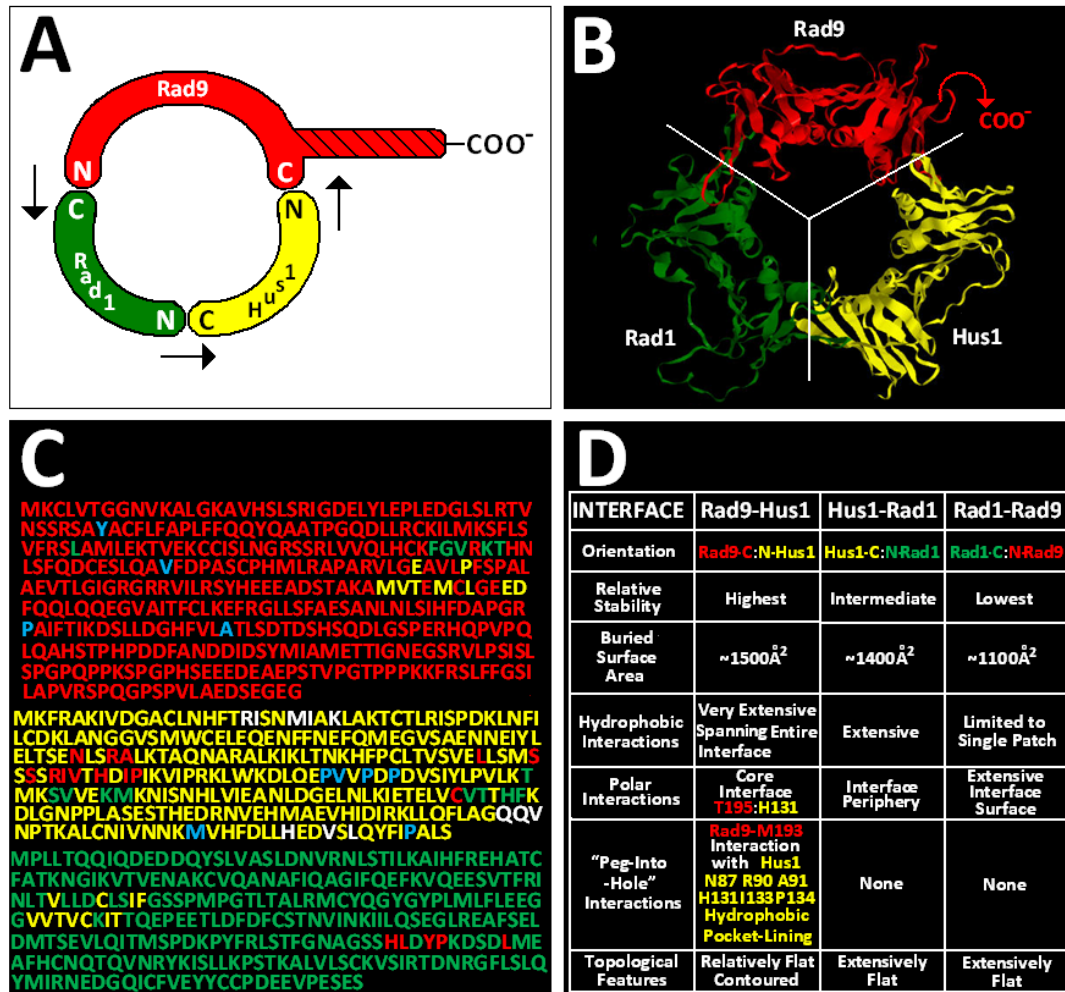 A
Rad9
COO⁻
N
C
C
N
Rad1
Hus1
N
C
B
Rad9
COO⁻
Rad1
Hus1
C
MKCLVTGGNVKALGKAVHSLSRIGDELYLEPLEDGLSLRTV
NSSRSAYACFLFAPLFFQQYQAATPGQDLLRCKILMKSFLS
VFRSLAMLEKTVEKCCISLNGRSSRLVVQLHCKFGVRKTHN
LSFQDCESLQAVFDPASCPHMLRAPARVLGEAVLPFSPAL
AEVTLGIGRGRRVILRSYHEEEADSTAKAMVTEMCLGEED
FQQLQQEGVAITFCLKEFRGLLSFAESANLNLSIHFDAPGR
PAIFTIKDSLLDGHFVLATLSDTDSHSQDLGSPERHQPVPQ
LQAHSTPHPDDFANDDIDSYMIAMETTIGNEGSRVLPSISL
SPGPQPPKSPGPHSEEEDEAEPSTVPGTPPPKKFRSLFFGSI
LAPVRSPQGPSPVLAEDSEGEG
MKFRAKIVDGACLNHFTRISNMIAKLAKTCTLRISPDKLNFI
LCDKLANGGVSMWCELEQENFFNEFQMEGVSAENNEIYL
ELTSENLSRALKTAQNARALKIKLTNKHFPCLTVSVELLSMS
SSSRIVTHDIPIKVIPRKLWKDLQEPVVPDPDVSIYLPVLKT
MKSVVEKMKNISNHLVIEANLDGELNLKIETELVCVTTHFK
DLGNPPLASESTHEDRNVEHMAEVHIDIRKLLQFLAGQQV
NPTKALCNIVNNKMVHFDLLHEDVSLQYFIPALS
MPLLTQQIQDEDDQYSLVASLDNVRNLSTILKAIHFREHATC
FATKNGIKVTVENAKCVQANAFIQAGIFQEFKVQEESVTFRI
NLTVLLDCLSIFGSSPMPGTLTALRMCYQGYGYPLMLFLEEG
GVVTVCKITTQEPEETLDFDFCSTNVINKIILQSEGLREAFSEL
DMTSEVLQITMSPDKPYFRLSTFGNAGSSHLDYPKDSDLME
AFHCNQTQVNRYKISLLKPSTKALVLSCKVSIRTDNRGFLSLQ
YMIRNEDGQICFVEYYCCPDEEVPESES
D
INTERFACE Rad9-Hus1 Hus1-Rad1 Rad1-Rad9
Orientation Rad9-C:N-Hus1 Hus1-C:N-Rad1 Rad1-C:N-Rad9
Relative Stability Highest Intermediate Lowest
Buried Surface Area ~1500Å² ~1400Å² ~1100Å²
Hydrophobic Interactions Very Extensive Spanning Entire Interface Extensive Limited to Single Patch
Polar Interactions Core Interface T195:H131 Interface Periphery Extensive Interface Surface
“Peg-Into-Hole” Interactions Rad9-M193 Interaction with Hus1 N87 R90 A91 H131I133P134 Hydrophobic Pocket-Lining None None
Topological Features Relatively Flat Contoured Extensively Flat Extensively Flat